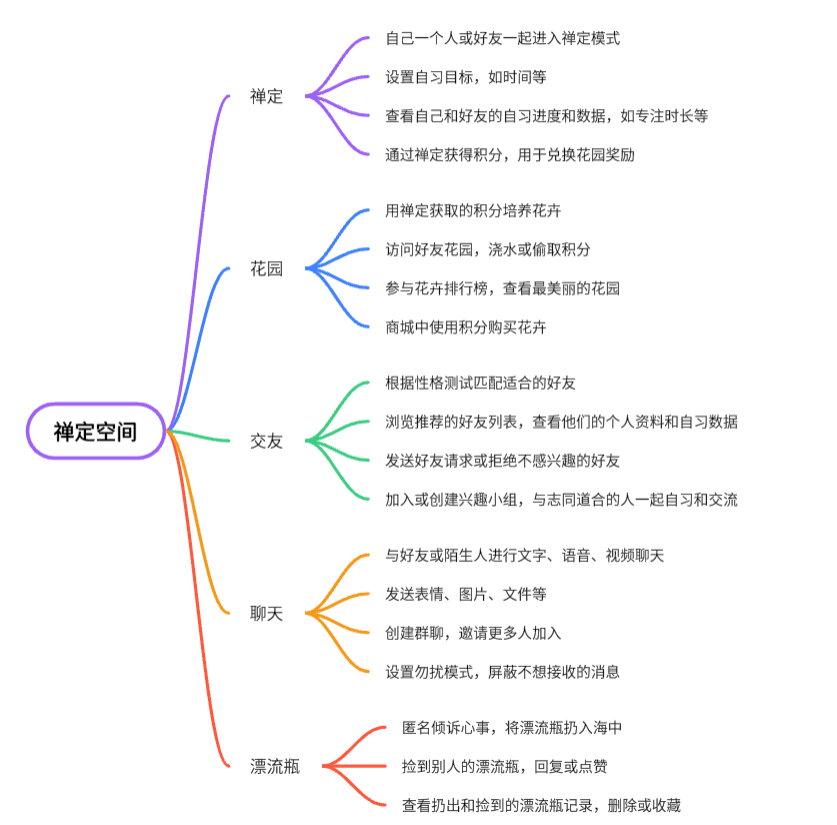 禅定空间
禅定
自己一个人或好友一起进入禅定模式
设置自习目标，如时间等
查看自己和好友的自习进度和数据，如专注时长等
通过禅定获得积分，用于兑换花园奖励
花园
用禅定获取的积分培养花卉
访问好友花园，浇水或偷取积分
参与花卉排行榜，查看最美丽的花园
商城中使用积分购买花卉
交友
根据性格测试匹配适合的好友
浏览推荐的好友列表，查看他们的个人资料和自习数据
发送好友请求或拒绝不感兴趣的好友
加入或创建兴趣小组，与志同道合的人一起自习和交流
聊天
与好友或陌生人进行文字、语音、视频聊天
发送表情、图片、文件等
创建群聊，邀请更多人加入
设置勿扰模式，屏蔽不想接收的消息
漂流瓶
匿名倾诉心事，将漂流瓶扔入海中
捡到别人的漂流瓶，回复或点赞
查看扔出和捡到的漂流瓶记录，删除或收藏